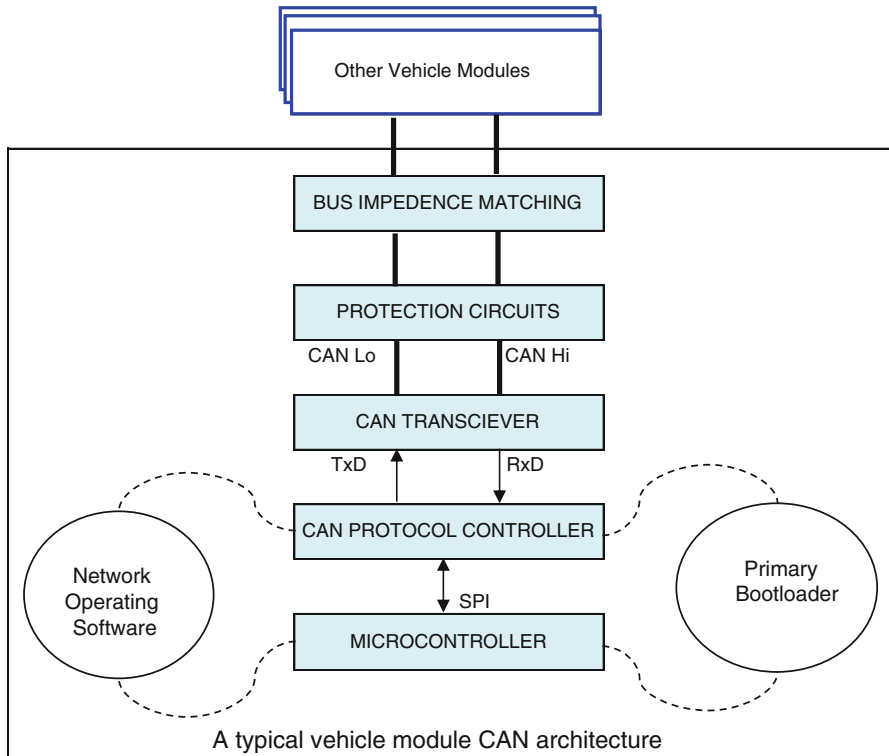 Other Vehicle Modules
BUS IMPEDENCE MATCHING
PROTECTION CIRCUITS
CAN Lo
CAN Hi
CAN TRANSCIEVER
TxD
RxD
CAN PROTOCOL CONTROLLER
Network
Operating
Software
Primary
Bootloader
SPI
MICROCONTROLLER
A typical vehicle module CAN architecture